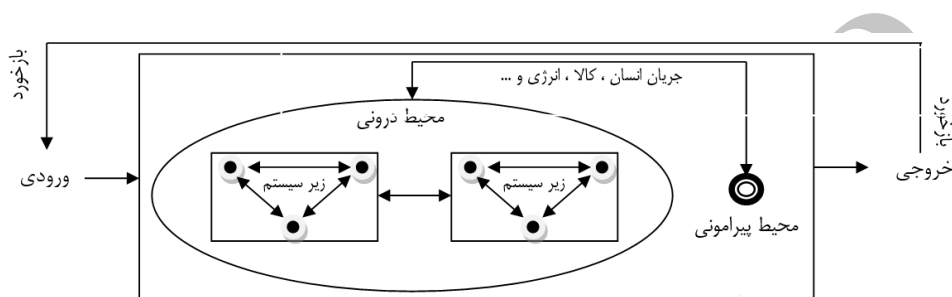 جریان انسان ، کالا ، انرژی و ...
بازخورد
بازخورد
محیط درونی
ورودی
زیر سیستم
زیر سیستم
خروجی
محیط پیرامونی